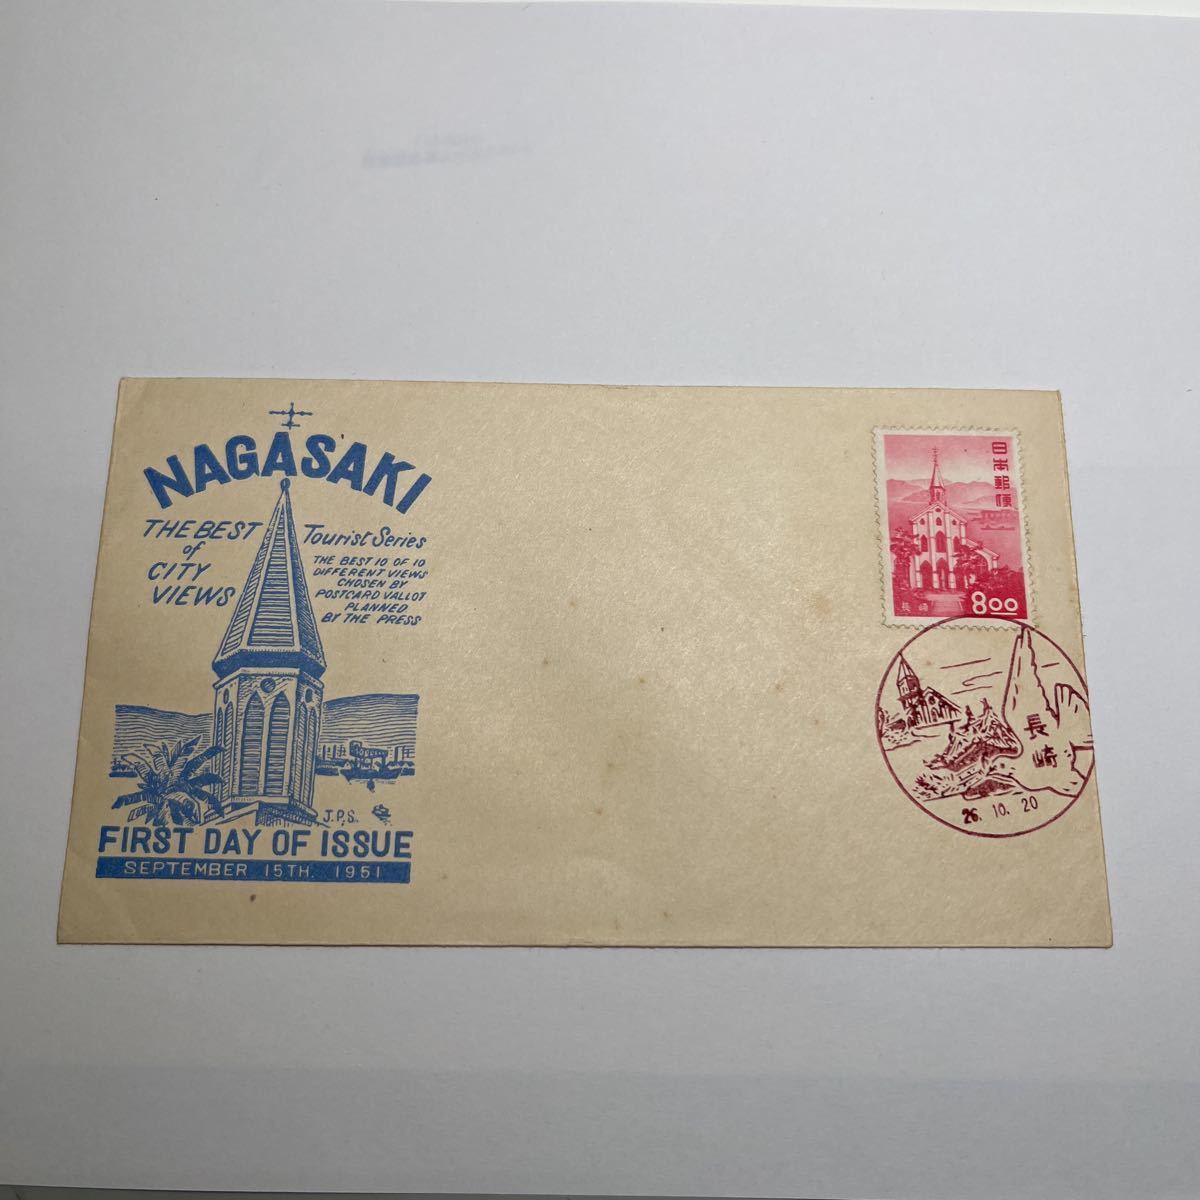 NAGASAKI
THE BEST
of
CITY
VIEWS
Tourist Series
THE BEST 10 OF 10
DIFFERENT VIEWS
CHOSEN BY
POSTCARD VALLOT
PLANNED
BY THE PRESS
J.P.S.
FIRST DAY OF ISSUE
SEPTEMBER 15TH. 1951
日本郵便
長崎
8.00
長崎
26. 10. 20